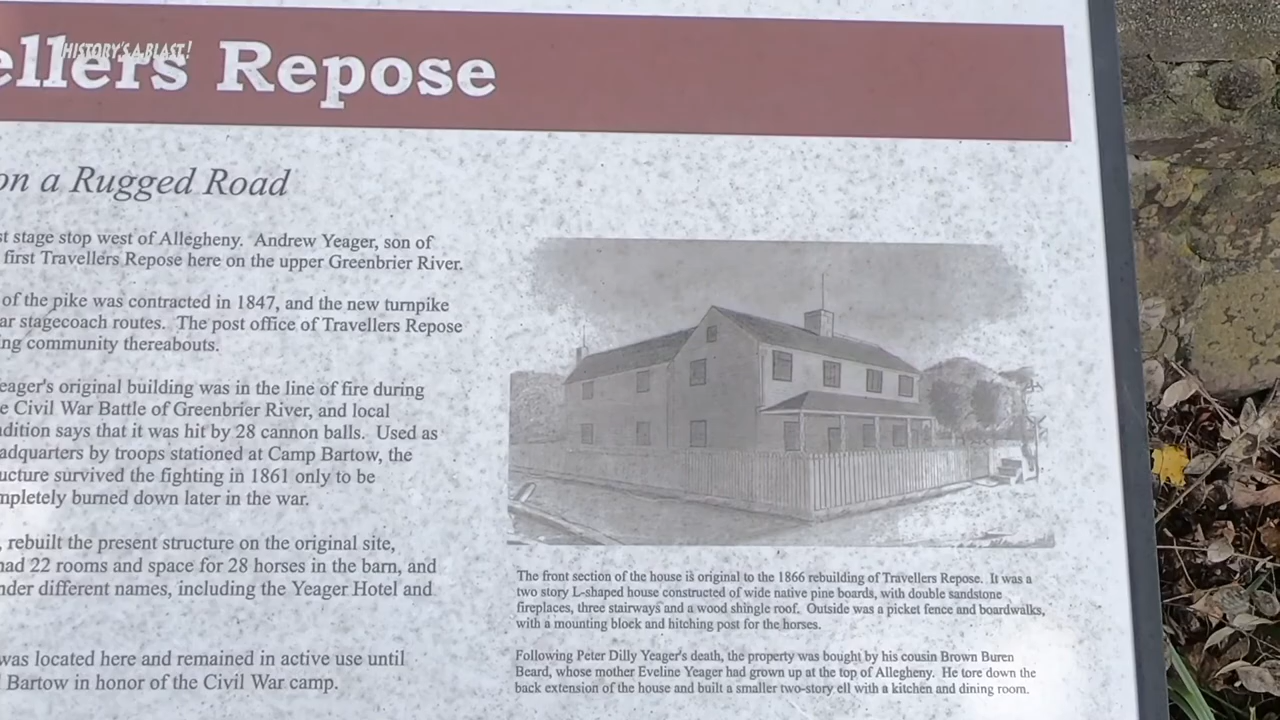 HISTORY'S A BLAST!
ellers Repose
on a Rugged Road
st stage stop west of Allegheny. Andrew Yeager, son of
first Travellers Repose here on the upper Greenbrier River.
of the pike was contracted in 1847, and the new turnpike
ar stagecoach routes. The post office of Travellers Repose
ing community thereabouts.
eager's original building was in the line of fire during
e Civil War Battle of Greenbrier River, and local
dition says that it was hit by 28 cannon balls. Used as
adquarters by troops stationed at Camp Bartow, the
ucture survived the fighting in 1861 only to be
mpletely burned down later in the war.
, rebuilt the present structure on the original site,
had 22 rooms and space for 28 horses in the barn, and
nder different names, including the Yeager Hotel and
was located here and remained in active use until
Bartow in honor of the Civil War camp.
The front section of the house is original to the 1866 rebuilding of Travellers Repose. It was a
two story L-shaped house constructed of wide native pine boards, with double sandstone
fireplaces, three stairways and a wood shingle roof. Outside was a picket fence and boardwalks,
with a mounting block and hitching post for the horses.
Following Peter Dilly Yeager's death, the property was bought by his cousin Brown Buren
Beard, whose mother Eveline Yeager had grown up at the top of Allegheny. He tore down the
back extension of the house and built a smaller two-story ell with a kitchen and dining room.